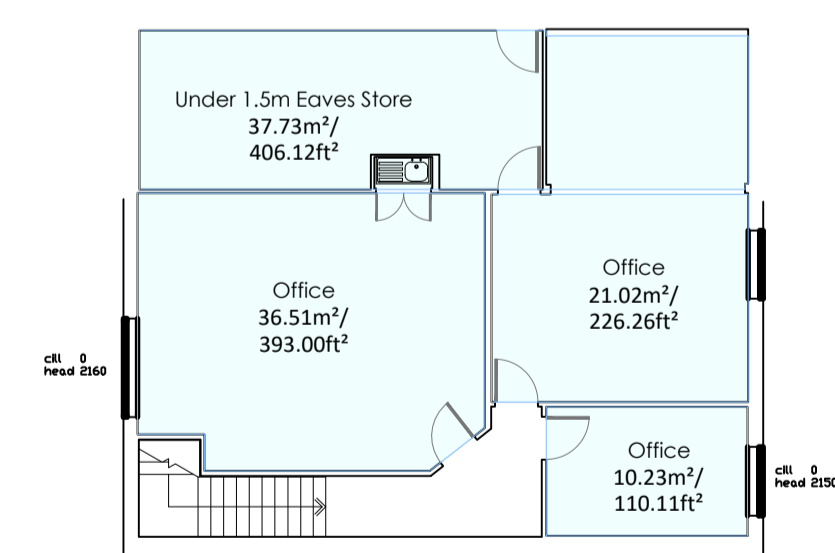 Under 1.5m Eaves Store
37.73m²/
406.12ft²
Office
36.51m²/
393.00ft²
Office
21.02m²/
226.26ft²
cill 0
head 2160
Office
10.23m²/
110.11ft²
cill 0
head 2150